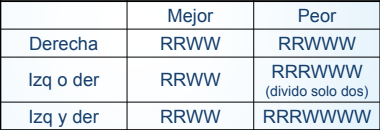 Mejor Peor
Derecha RRWW RRWWW
Izq o der RRWW RRRWWW
(divido solo dos)
Izq y der RRWW RRRWWWW